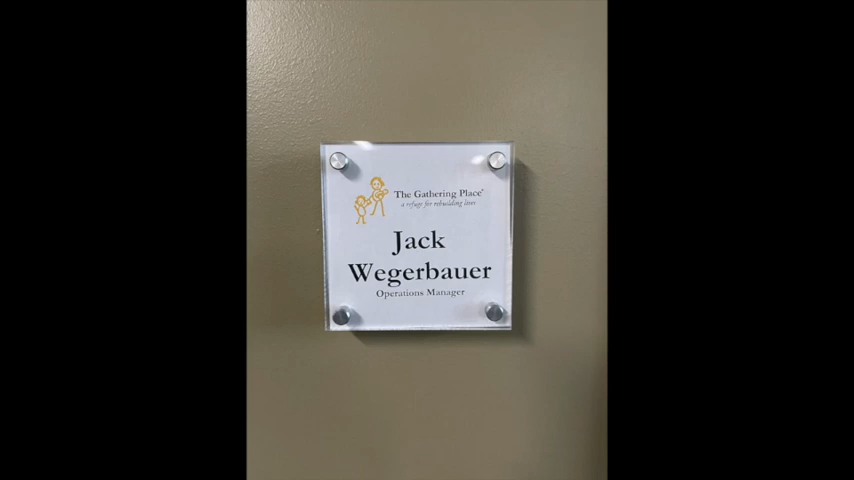 The Gathering Place®
a refuge for rebuilding lives
Jack
Wegerbauer
Operations Manager